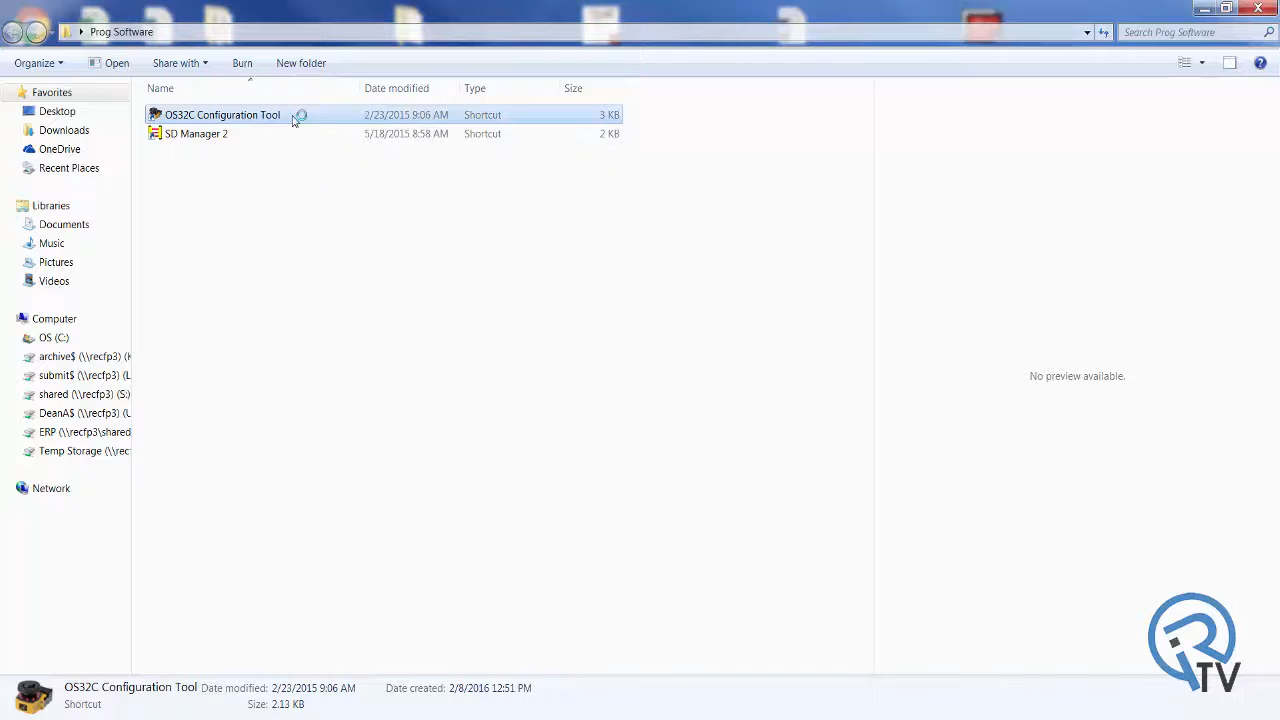 Prog Software
Search Prog Software
Organize
Open
Share with
Burn
New folder
Favorites
Desktop
Downloads
OneDrive
Recent Places
Libraries
Documents
Music
Pictures
Videos
Computer
OS (C:)
archive$ (\\recfp3) (
submit$ (\\recfp3) (L
shared (\\recfp3) (S:)
DeanA$ (\\recfp3) (U
ERP (\\recfp3\shared
Temp Storage (\\rec
Network
Name Date modified Type Size
OS32C Configuration Tool 2/23/2015 9:06 AM Shortcut 3 KB
SD Manager 2 5/18/2015 8:58 AM Shortcut 2 KB
No preview available.
OS32C Configuration Tool Date modified: 2/23/2015 9:06 AM Date created: 7/8/2016 12:51 PM
Shortcut Size: 2.13 KB
iR
TV